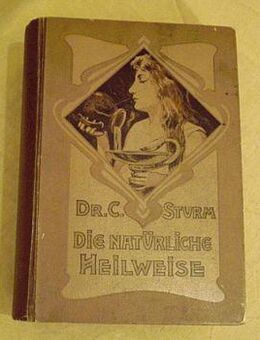 DR. C. STURM
DIE NATÜRLICHE
HEILWEISE